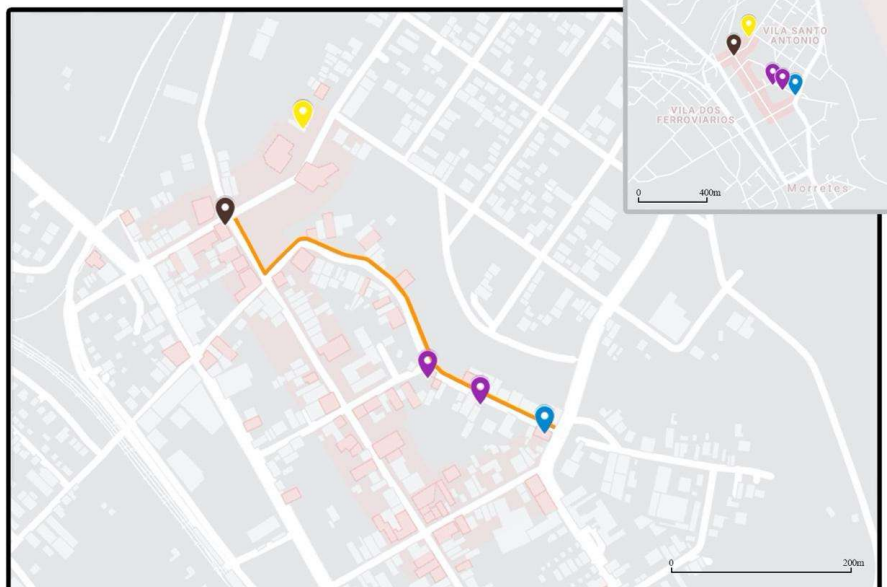 VILA SANTO
ANTONIO
VILA DOS
FERROVIARIOS
0 400m
Morretes
0 200m